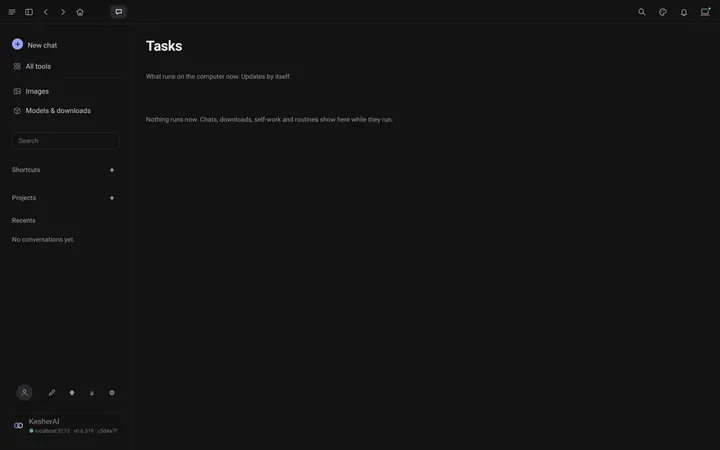 New chat
All tools
Images
Models & downloads
Search
Shortcuts
Projects
Recents
No conversations yet.
KesherAI
localhost:5173 · v0.6.319 · c5d4a7f
Tasks
What runs on the computer now. Updates by itself.
Nothing runs now. Chats, downloads, self-work and routines show here while they run.